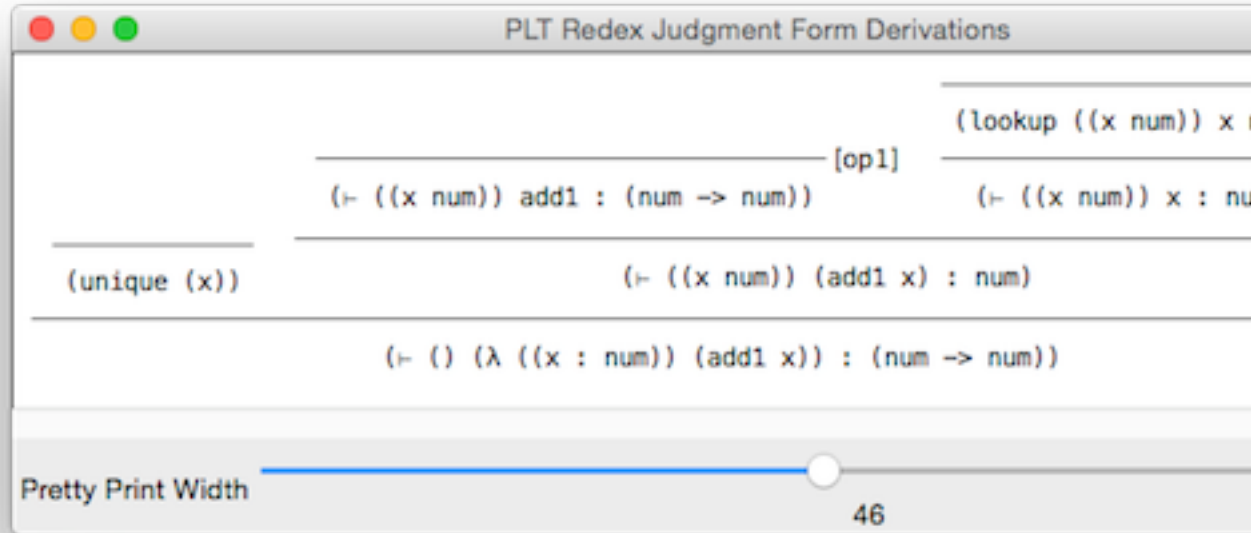 PLT Redex Judgment Form Derivations
(lookup ((x num)) x
[op1]
(⊢ ((x num)) add1 : (num -> num))
(⊢ ((x num)) x :
(unique (x))
(⊢ ((x num)) (add1 x) : num)
(⊢ () (λ ((x : num)) (add1 x)) : (num -> num))
Pretty Print Width
46